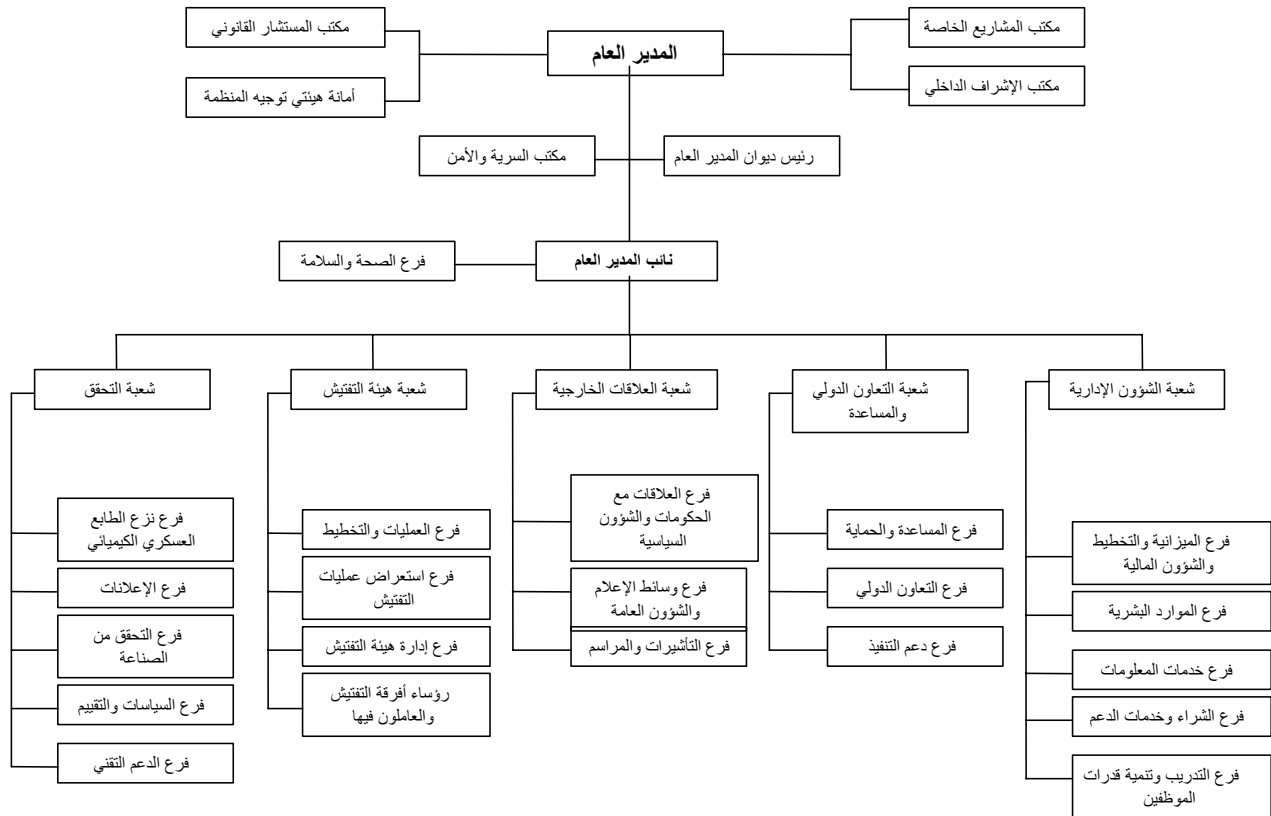 مكتب المشاريع الخاصة
المدير العام
مكتب المستشار القانوني
مكتب الإشراف الداخلي
أمانة هيئتي توجيه المنظمة
رئيس ديوان المدير العام
مكتب السرية والأمن
نائب المدير العام
فرع الصحة والسلامة
شعبة الشؤون الإدارية
فرع الميزانية والتخطيط
والشؤون المالية
فرع الموارد البشرية
فرع خدمات المعلومات
فرع الشراء وخدمات الدعم
فرع التدريب وتنمية قدرات
الموظفين
شعبة التعاون الدولي
والمساعدة
فرع المساعدة والحماية
فرع التعاون الدولي
فرع دعم التنفيذ
شعبة العلاقات الخارجية
فرع العلاقات مع
الحكومات والشؤون
السياسية
فرع وسائط الإعلام
والشؤون العامة
فرع التأشيرات والمراسم
شعبة هيئة التفتيش
فرع العمليات والتخطيط
فرع استعراض عمليات
التفتيش
فرع إدارة هيئة التفتيش
رؤساء أفرقة التفتيش
والعاملون فيها
شعبة التحقق
فرع نزع الطابع
العسكري الكيميائي
فرع الإعلانات
فرع التحقق من
الصناعة
فرع السياسات والتقييم
فرع الدعم التقني